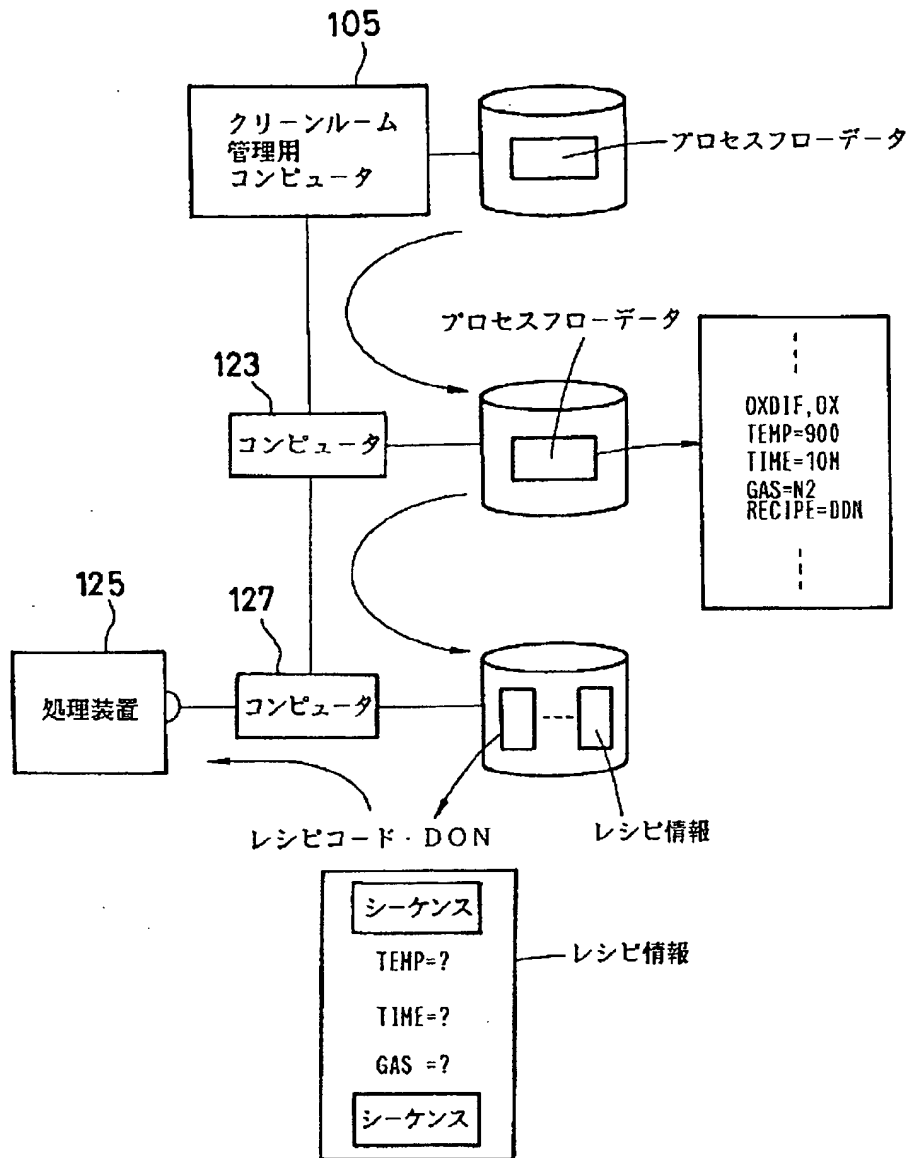 105
クリーンルーム
管理用
コンピュータ
プロセスフローデータ
プロセスフローデータ
123
コンピュータ
OXDIF,OX
TEMP=900
TIME=10M
GAS=N2
RECIPE=DDN
125
処理装置
127
コンピュータ
レシピコード・DON
レシピ情報
シーケンス
TEMP=?
TIME=?
GAS =?
シーケンス
レシピ情報